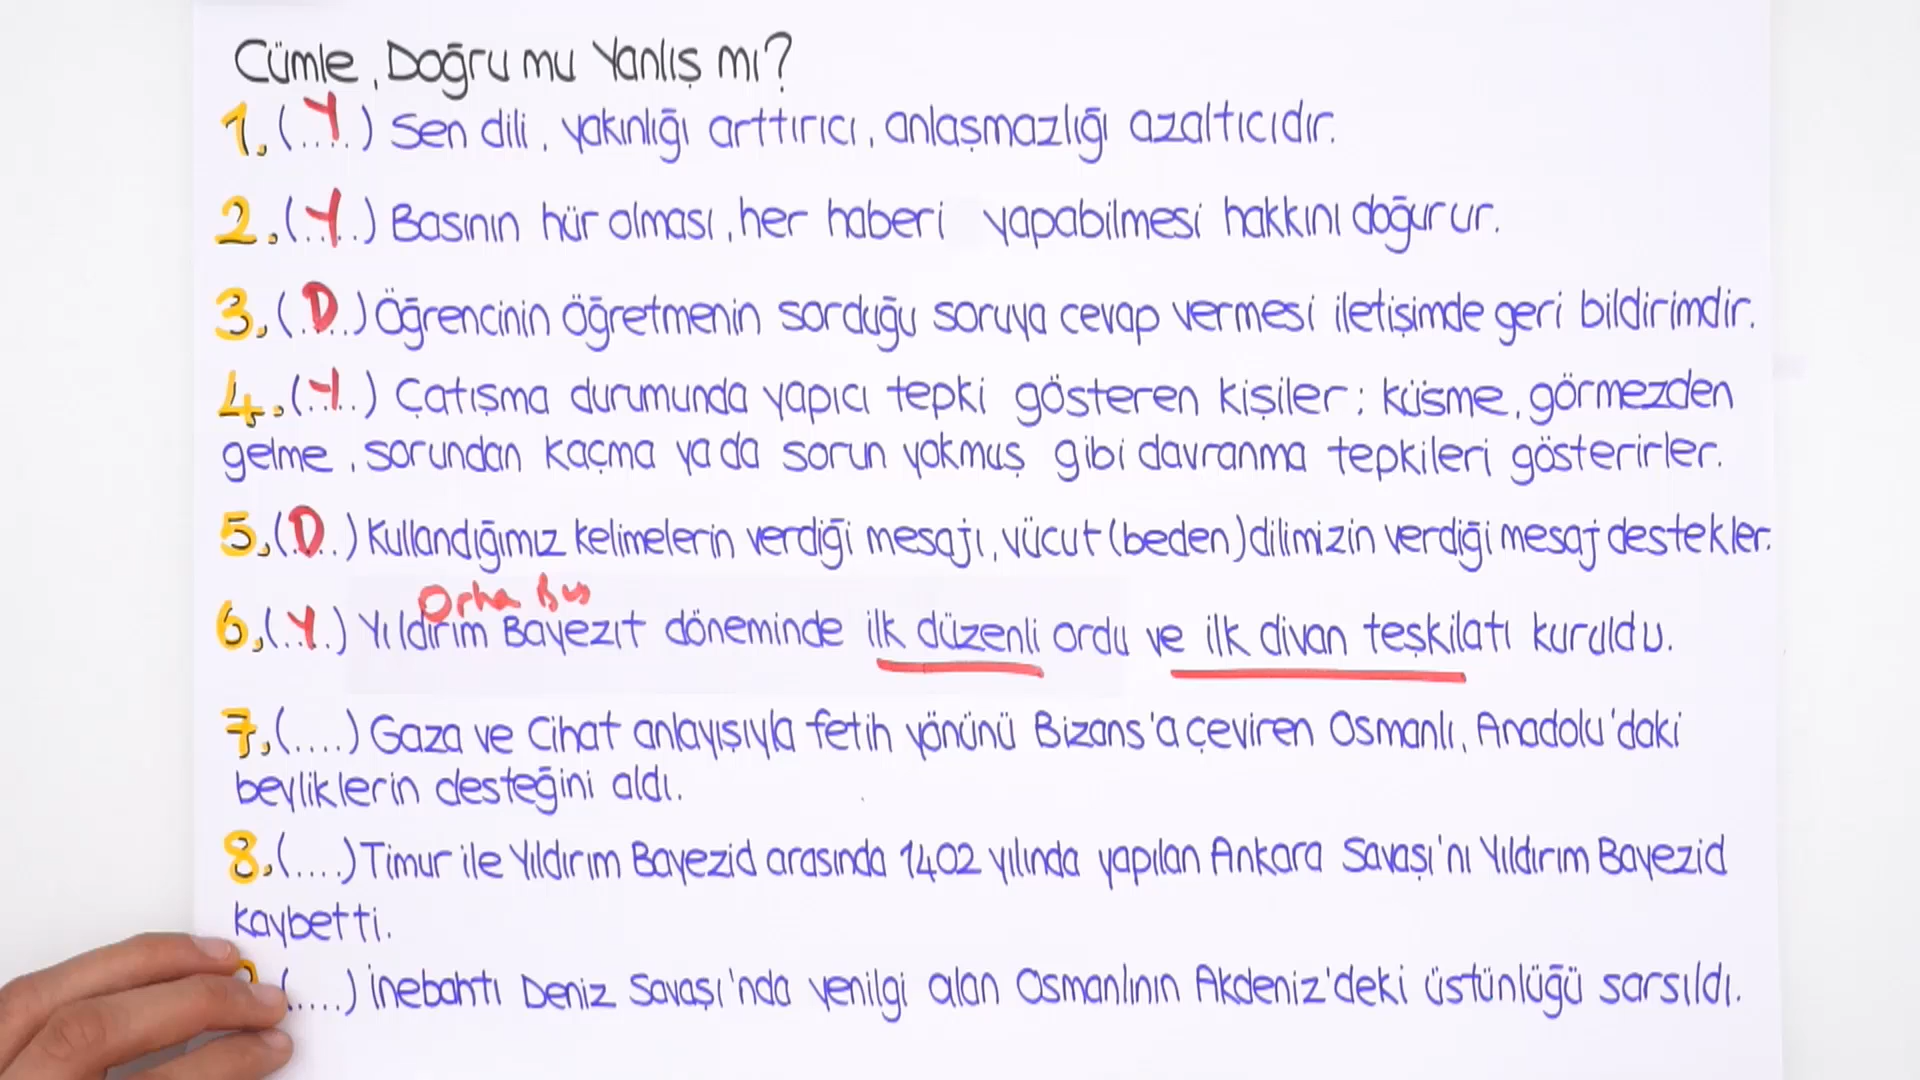 Cümle, Doğru mu Yanlış mı?
1. (.Y.) Sen dili, yakınlığı arttırıcı, anlaşmazlığı azaltıcıdır.
2. (.Y.) Basının hür olması, her haberi yapabilmesi hakkını doğurur.
3. (.D.) Öğrencinin öğretmenin sorduğu soruya cevap vermesi iletişimde geri bildirimdir.
4. (.Y.) Çatışma durumunda yapıcı tepki gösteren kişiler; küsme, görmezden
gelme, sorundan kaçma ya da sorun yokmuş gibi davranma tepkileri gösterirler.
5. (D..) Kullandığımız kelimelerin verdiği mesajı, vücut (beden) dilimizin verdiği mesaj destekler.
Orha
6. (.Y.) Yıldırım Bayezıt döneminde ilk düzenli ordu ve ilk divan teşkilatı kuruldu.
7. (....) Gaza ve Cihat anlayışıyla fetih yönünü Bizans'a çeviren Osmanlı, Anadolu'daki
beyliklerin desteğini aldı.
8. (....) Timur ile Yıldırım Bayezid arasında 1402 yılında yapılan Ankara Savaşı'nı Yıldırım Bayezid
kaybetti.
(....) İnebahtı Deniz Savaşı'nda yenilgi alan Osmanlının Akdeniz'deki üstünlüğü sarsıldı.